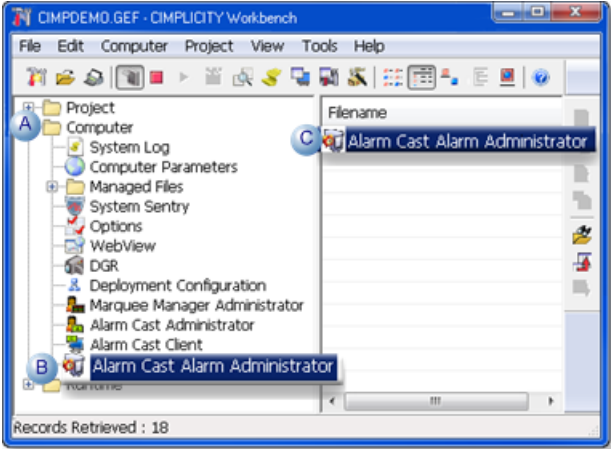 CIMPDEMO.GEF - CIMPLICITY Workbench
File Edit Computer Project View Tools Help
Project
A Computer
System Log
Computer Parameters
Managed Files
System Sentry
Options
WebView
DGR
Deployment Configuration
Marquee Manager Administrator
Alarm Cast Administrator
Alarm Cast Client
B Alarm Cast Alarm Administrator
Runtime
Filename
C Alarm Cast Alarm Administrator
Records Retrieved : 18